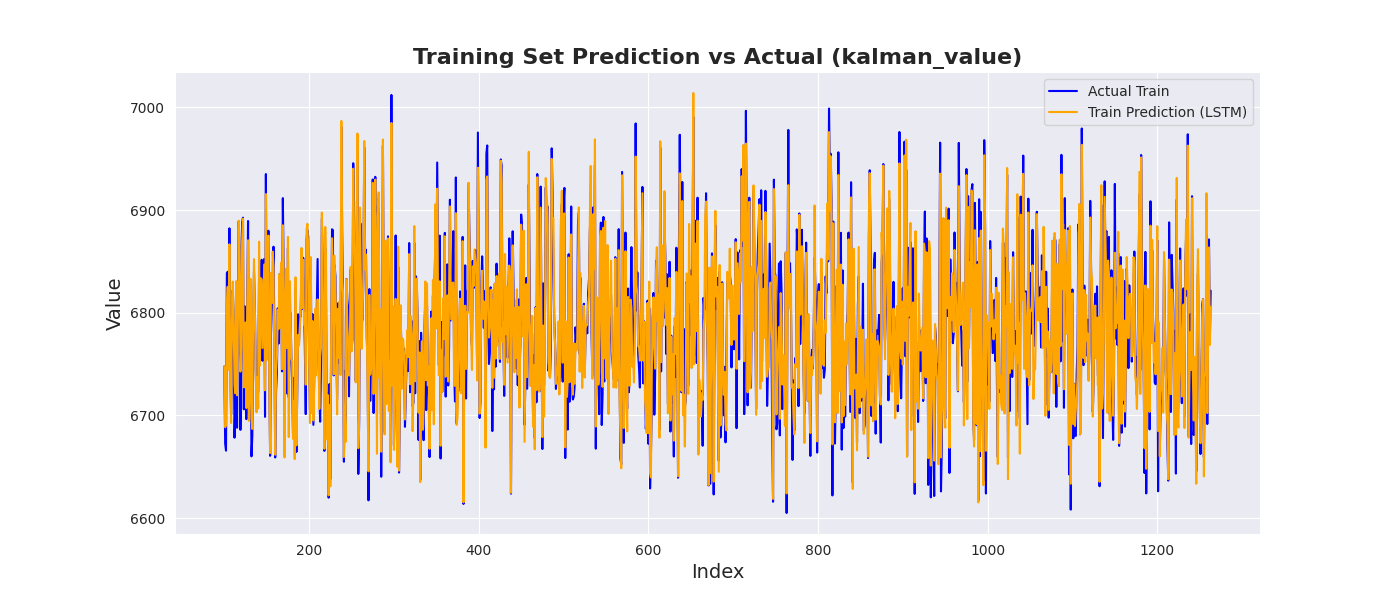 Training Set Prediction vs Actual (kalman_value)
Actual Train
Train Prediction (LSTM)
Value
7000
6900
6800
6700
6600
200
400
600
800
1000
1200
Index